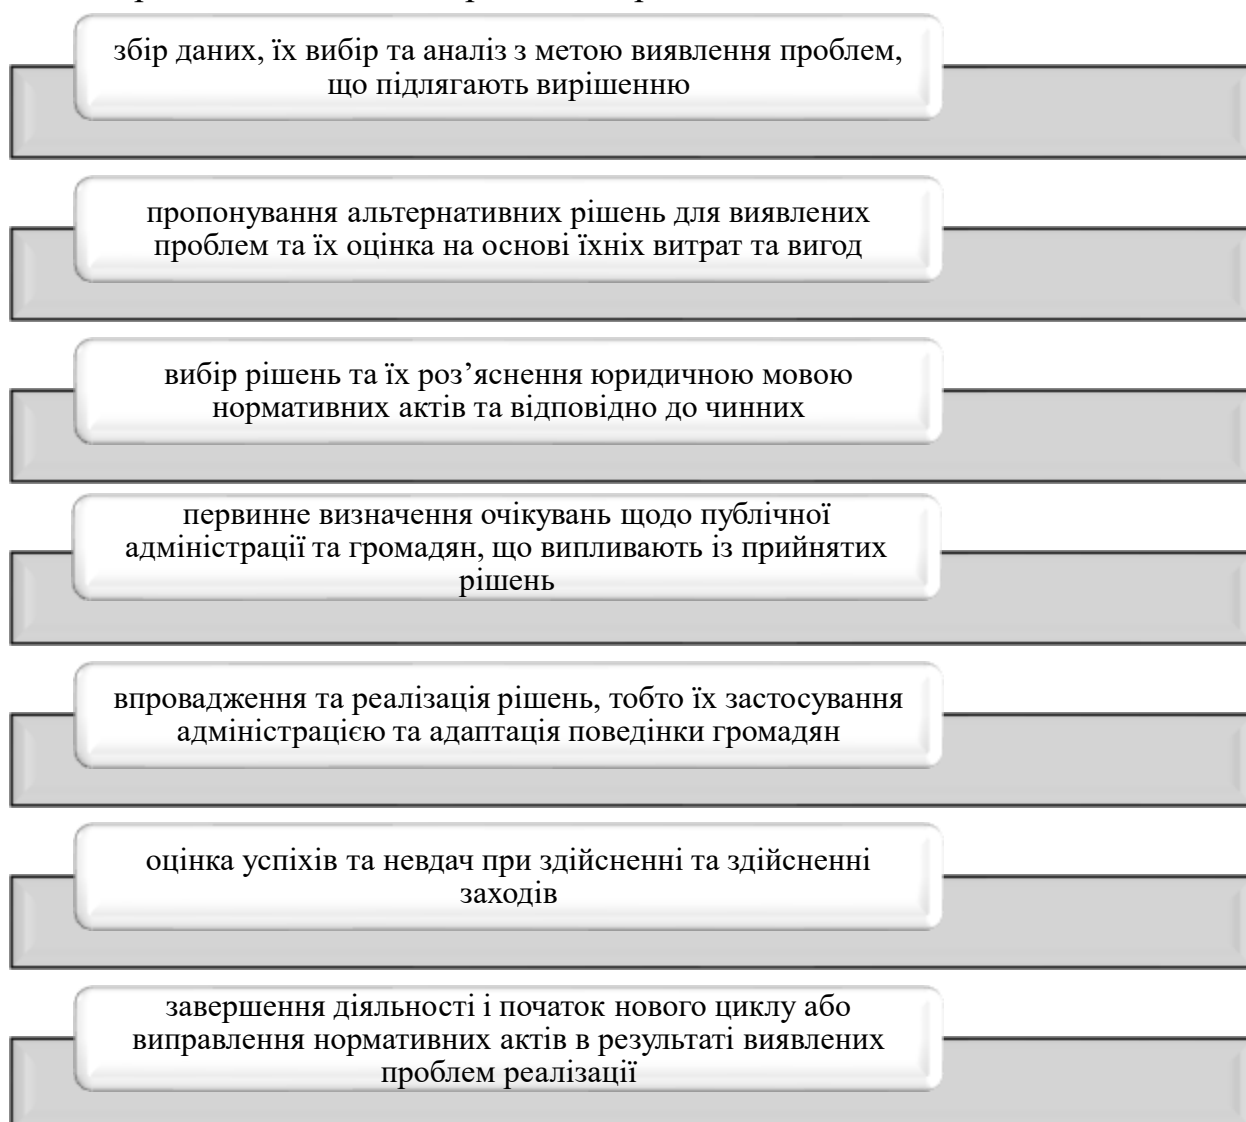 збір даних, їх вибір та аналіз з метою виявлення проблем,
що підлягають вирішенню
пропонування альтернативних рішень для виявлених
проблем та їх оцінка на основі їхніх витрат та вигод
вибір рішень та їх роз’яснення юридичною мовою
нормативних актів та відповідно до чинних
первинне визначення очікувань щодо публічної
адміністрації та громадян, що випливають із прийнятих
рішень
впровадження та реалізація рішень, тобто їх застосування
адміністрацією та адаптація поведінки громадян
оцінка успіхів та невдач при здійсненні та здійсненні
заходів
завершення діяльності і початок нового циклу або
виправлення нормативних актів в результаті виявлених
проблем реалізації